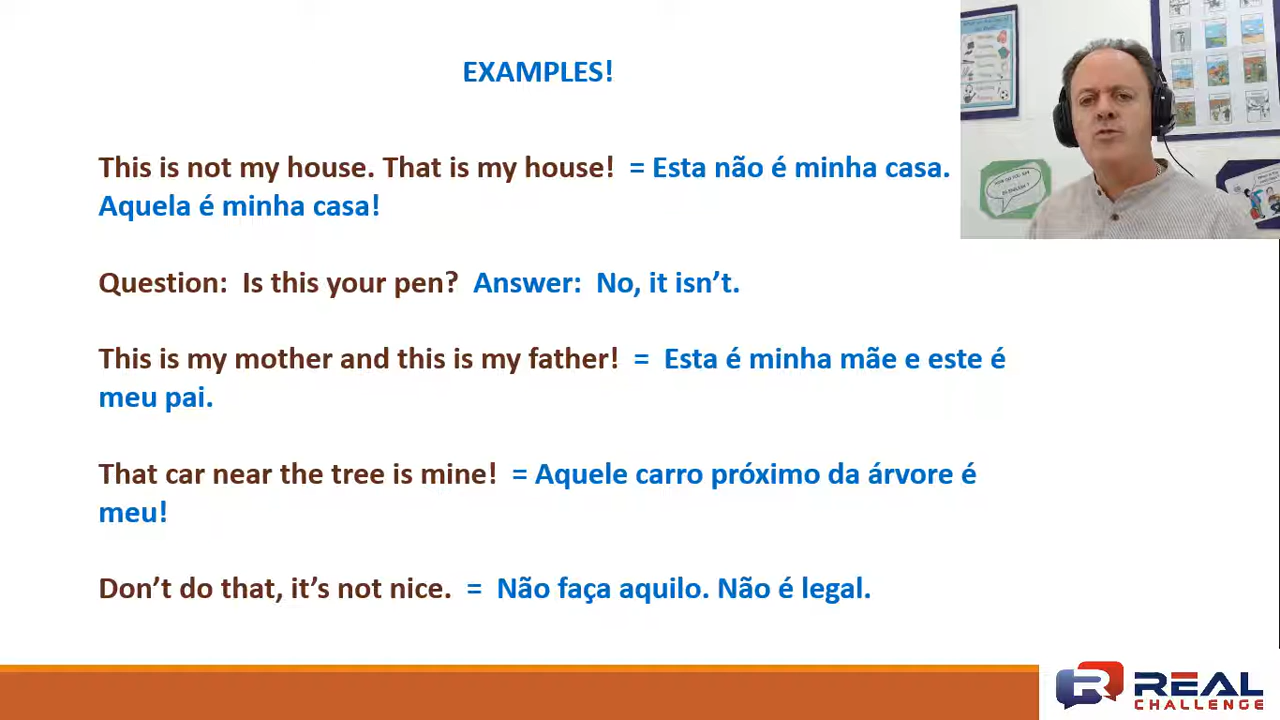 EXAMPLES!
This is not my house. That is my house! = Esta não é minha casa.
Aquela é minha casa!
Question: Is this your pen? Answer: No, it isn’t.
This is my mother and this is my father! = Esta é minha mãe e este é
meu pai.
That car near the tree is mine! = Aquele carro próximo da árvore é
meu!
Don’t do that, it’s not nice. = Não faça aquilo. Não é legal.
REAL
CHALLENGE